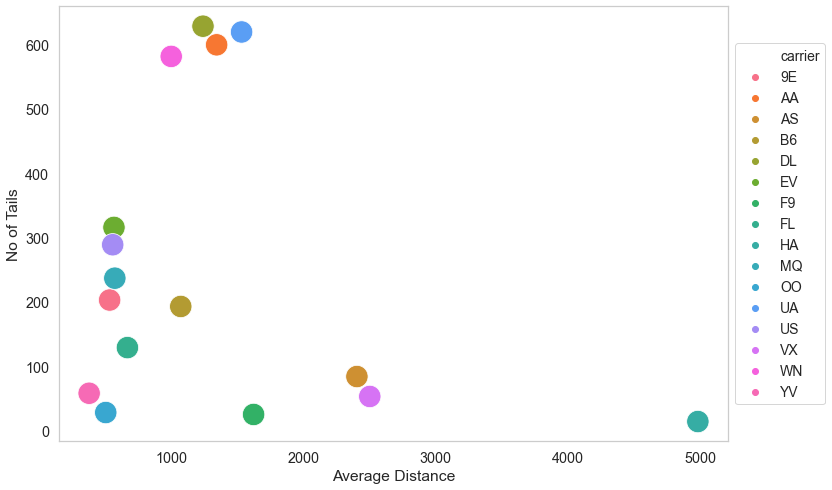 600
500
400
300
200
100
0
No of Tails
1000
2000
3000
4000
5000
Average Distance
carrier
9E
AA
AS
B6
DL
EV
F9
FL
HA
MQ
OO
UA
US
VX
WN
YV